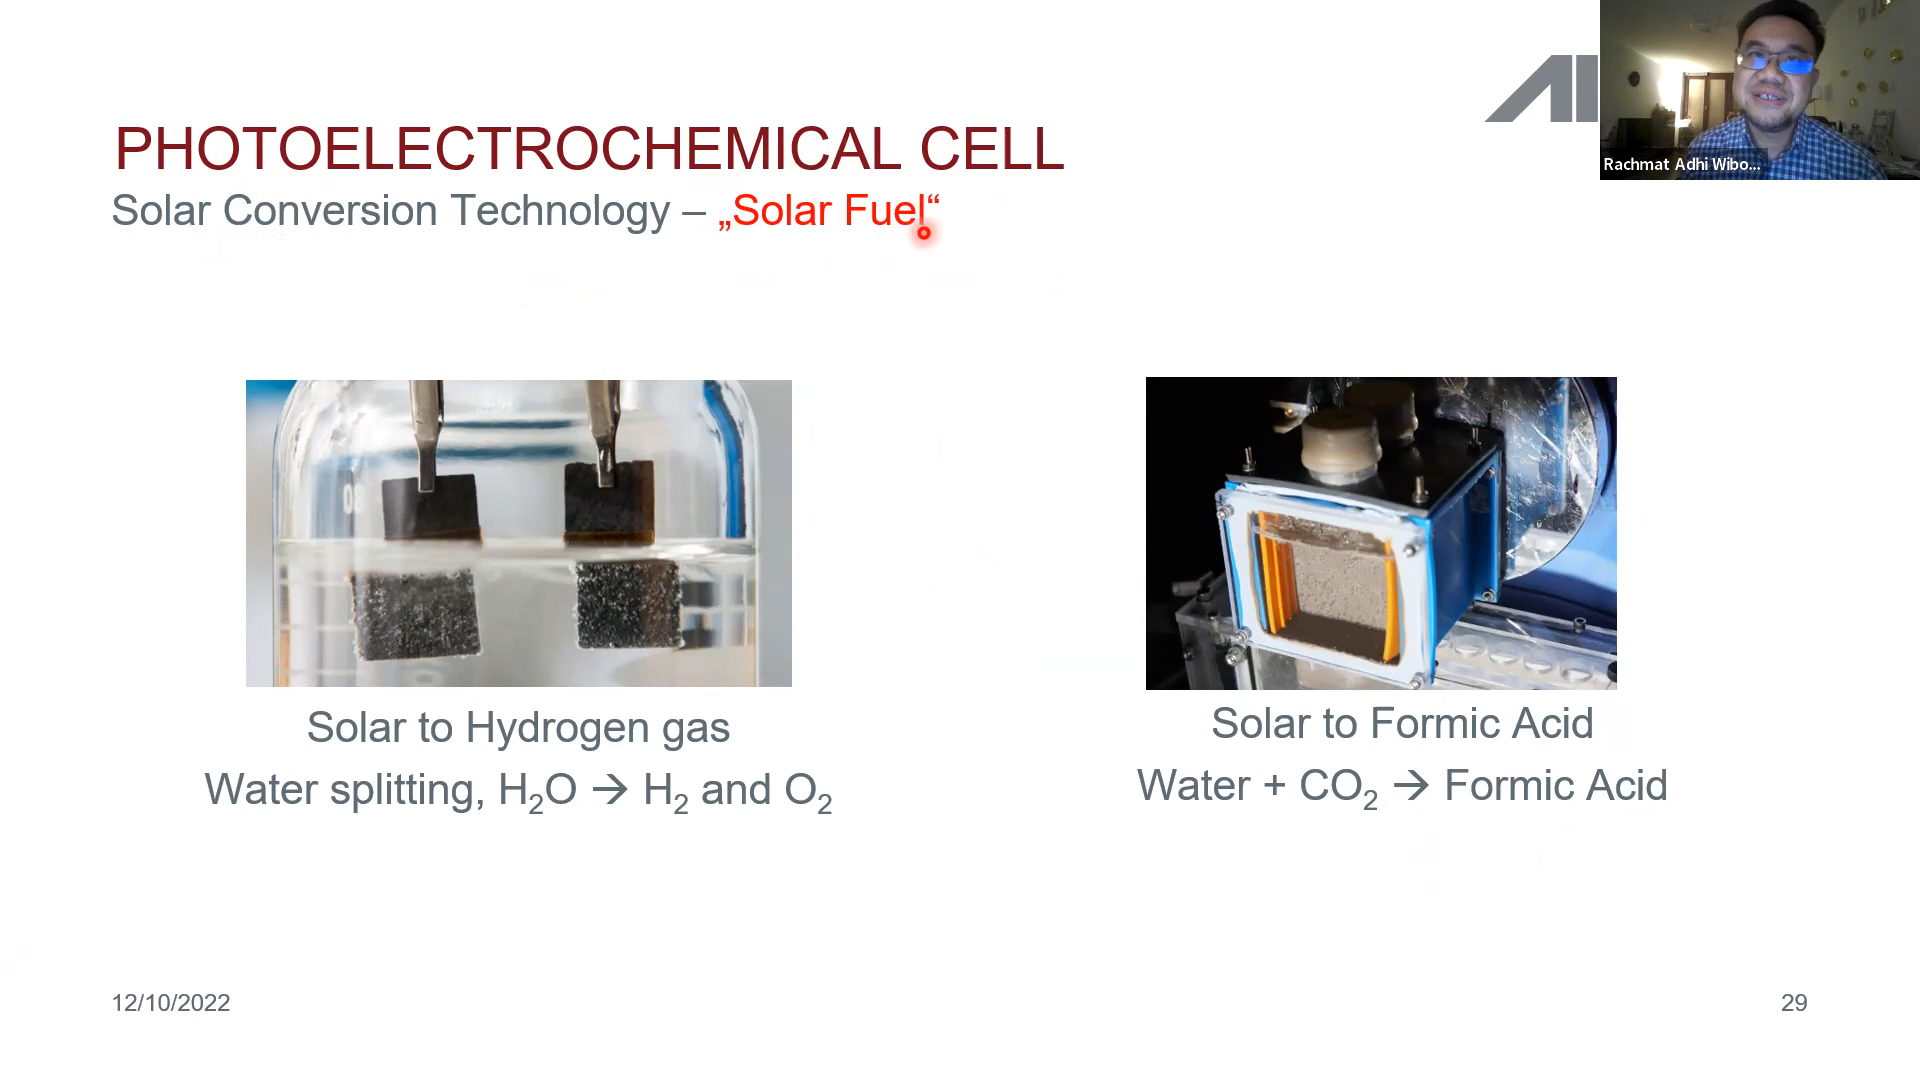 PHOTOELECTROCHEMICAL CELL
Solar Conversion Technology – „Solar Fuel“
Rachmat Adhi Wibo...
Solar to Hydrogen gas
Water splitting, H₂O → H₂ and O₂
Solar to Formic Acid
Water + CO₂ → Formic Acid
12/10/2022
29